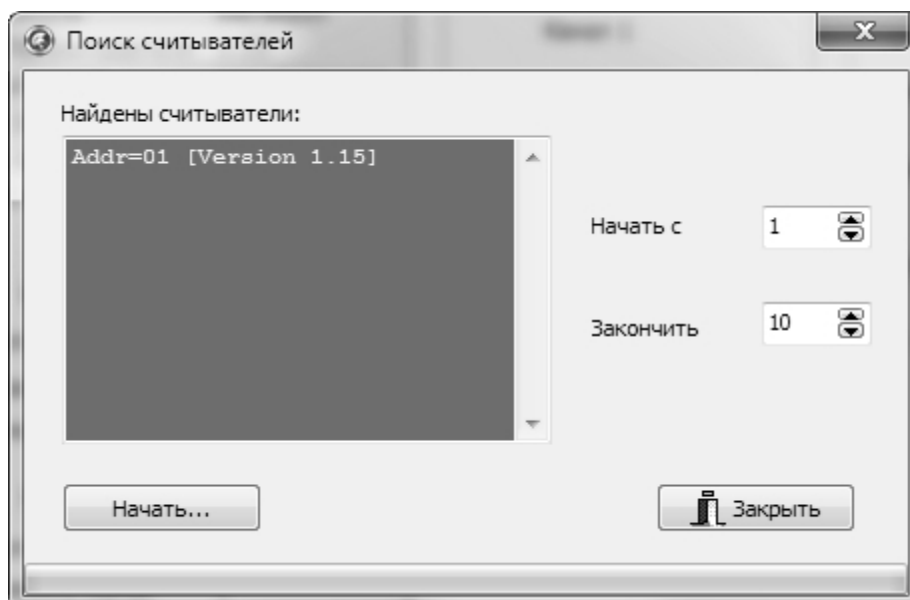 Поиск считывателей
Найдены считыватели:
Addr=01 [Version 1.15]
Начать с
1
Закончить
10
Начать...
Закрыть